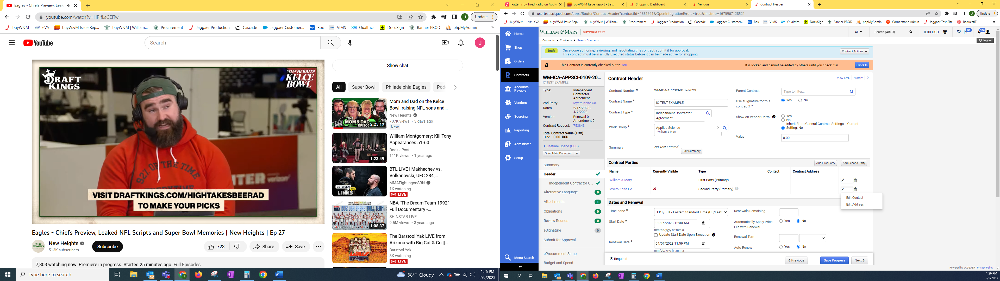 Eagles - Chiefs Preview, Leak
youtube.com/watch?v=HPIfLaGElTw
Update
buyW&M
eVA
buyW&M Issue Rep...
buyW&M | William...
Procurement
Jaggaer Production
Cascade
Jaggaer Customer...
Box
VIMS
Qualtrics
DocuSign
Banner PROD
phpMyAdmin
YouTube
Search
DRAFT KINGS
NEW HEIGHTS
KELCE BOWL
VISIT DRAFTKINGS.COM/HIGHTAKESBEERAD
TO MAKE YOUR PICKS
Eagles - Chiefs Preview, Leaked NFL Scripts and Super Bowl Memories | New Heights | Ep 27
New Heights
513K subscribers
Subscribe
723
Share
Save
7,803 watching now Premiere in progress. Started 25 minutes ago Full Episodes
Show chat
All
Super Bowl
Philadelphia Eagles
Pod
Mom and Dad on the Kelce
Bowl, raising NFL sons and...
New Heights
707K views • 3 days ago
New
MOM & DAD
2:25:19
William Montgomery: Kill Tony
Appearances 51-60
DookiePost
111K views • 1 year ago
1:23:49
BTL LIVE | Makhachev vs.
Volkanovski, UFC 284,...
MMAFightingonSBN
1K watching
LIVE
BETWEEN THE LINKS
NBA "The Dream Team 1992"
Full Documentary -...
SHINSTAR LIVE
9.5M views • 3 years ago
1992 USA BASKETBALL TEAM
1:08:37
The Barstool Yak LIVE from
Arizona with Big Cat & Co ||...
Barstool Yak
8K watching
LIVE
YAK
Type here to search
68°F Cloudy
1:26 PM
2/9/2023
Patterns by Tired Radio on Apple
buyW&M Issue Report - Lists
Shopping Dashboard
Vendors
Contract Header
usertest.sciquest.com/apps/Router/ContractHeader?contractId=1861921&OpenIntegrationErrors=true&tmstmp=1675967128521
Update
buyW&M
eVA
buyW&M Issue Rep...
buyW&M | William...
Procurement
Jaggaer Production
Cascade
Jaggaer Customer...
Box
VIMS
Qualtrics
DocuSign
Banner PROD
phpMyAdmin
Cornerstone Admin
Jaggaer Test Site
RequestIT
Home
Shop
Orders
Contracts
Accounts
Payable
Vendors
Sourcing
Reporting
Administer
Setup
Menu Search
WILLIAM & MARY | BUYW&M TEST
All
Search (Alt+Q)
0.00 USD
55
164
Logout
Contracts
Contracts
Search Contracts
Draft
Once done authoring, reviewing, and negotiating this contract, submit it for approval.
This contract must be in a Fully Executed status before it can be made active for shopping.
Contract Actions
This Contract is currently checked out to You
It is locked and cannot be edited by others until you check it in.
Check In
WM-ICA-APPSCI-0109-20...
IC TEST EXAMPLE
Type: Independent
Contractor
Agreement
2nd Party: Myers Knife Co.
Dates: 2/16/2023 -
4/7/2023
Version: Renewal 0,
Amendment 0
Contract Request: 753843
Total Contract Value (TCV)
TCV: 0.00 USD
Lifetime Spend (USD)
Open Main Document
Summary
Header
Independent Contractor Q...
Alternative Language 0
Attachments 1
Obligations 0
Review Rounds 0
eSignature 0
Submit for Approval
eProcurement Setup
Budget and Spend
Contract Header
View XML
History
?
Contract Number * WM-ICA-APPSCI-0109-2023
Contract Name * IC TEST EXAMPLE
Contract Type * Independent Contractor
Agreement
Work Group * Applied Science
William & Mary
Summary No Text Entered
Edit Summary
Parent Contract Type to filter...
Use eSignature for this
contract? * Yes No
Show on Vendor Portal Yes
No
Inherit From General Contract Settings -- Current
Setting: No
Value 0.00
Contract Parties
Add First Party
Add Second Party
Name Currently Visible Type Contact Contract Address
William & Mary First Party (Primary) – –
Myers Knife Co. Second Party (Primary) – –
Edit Contact
Edit Address
Dates and Renewal
Time Zone * EDT/EST - Eastern Standard Time (US/East
Start Date * 02/16/2023 12:00 AM
mm/dd/yyyy hh:mm a
Update Start Date Upon Execution
Renewal Date * 04/07/2023 11:59 PM
mm/dd/yyyy hh:mm a
Renewals Remaining
Automatically Apply Price
File with Renewal Yes No
Renewal Term
Auto-Renew Yes No
Required
Previous
Save Progress
Next
Powered by JAGGAER | Privacy Policy
1:26 PM
2/9/2023